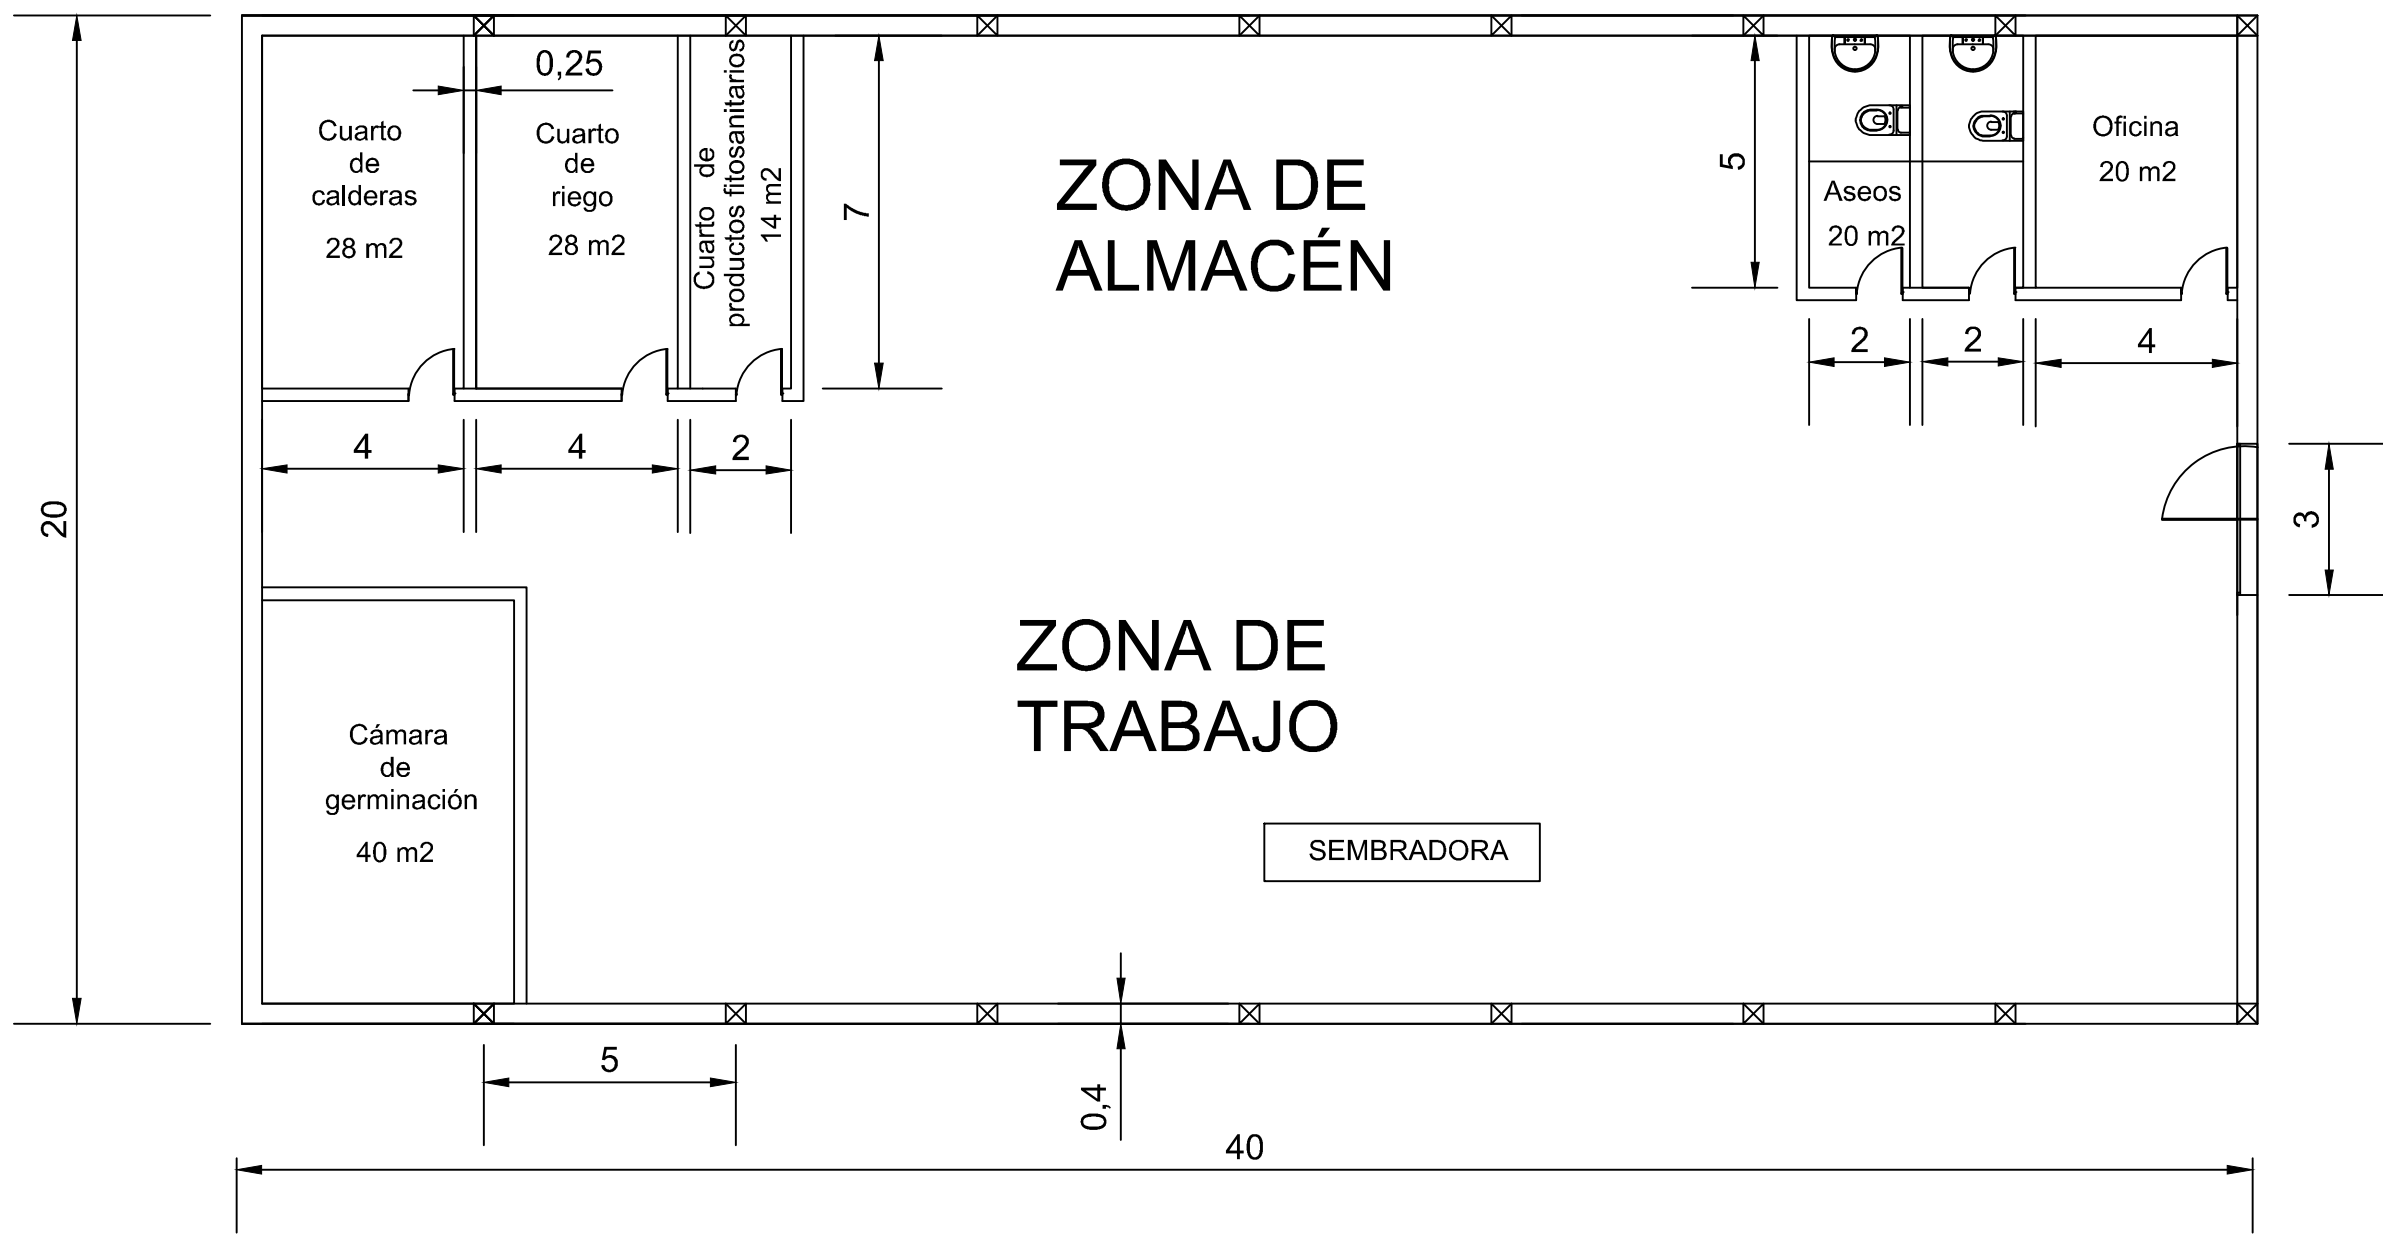 0,25
Cuarto
de
calderas
28 m2
Cuarto
de
riego
28 m2
Cuarto de
productos fitosanitarios
14 m2
7
ZONA DE
ALMACÉN
5
Aseos
20 m2
Oficina
20 m2
2
2
4
4
4
2
20
3
ZONA DE
TRABAJO
Cámara
de
germinación
40 m2
SEMBRADORA
5
0,4
40